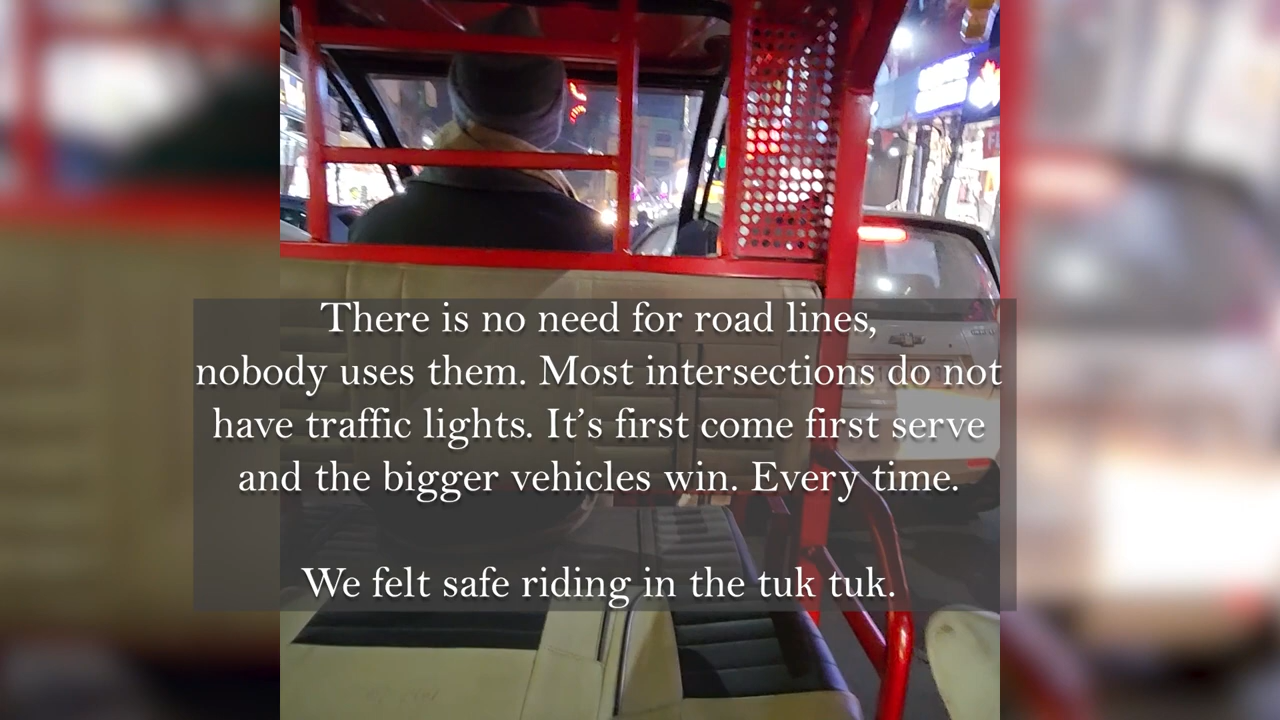 There is no need for road lines,
nobody uses them. Most intersections do not
have traffic lights. It’s first come first serve
and the bigger vehicles win. Every time.
We felt safe riding in the tuk tuk.